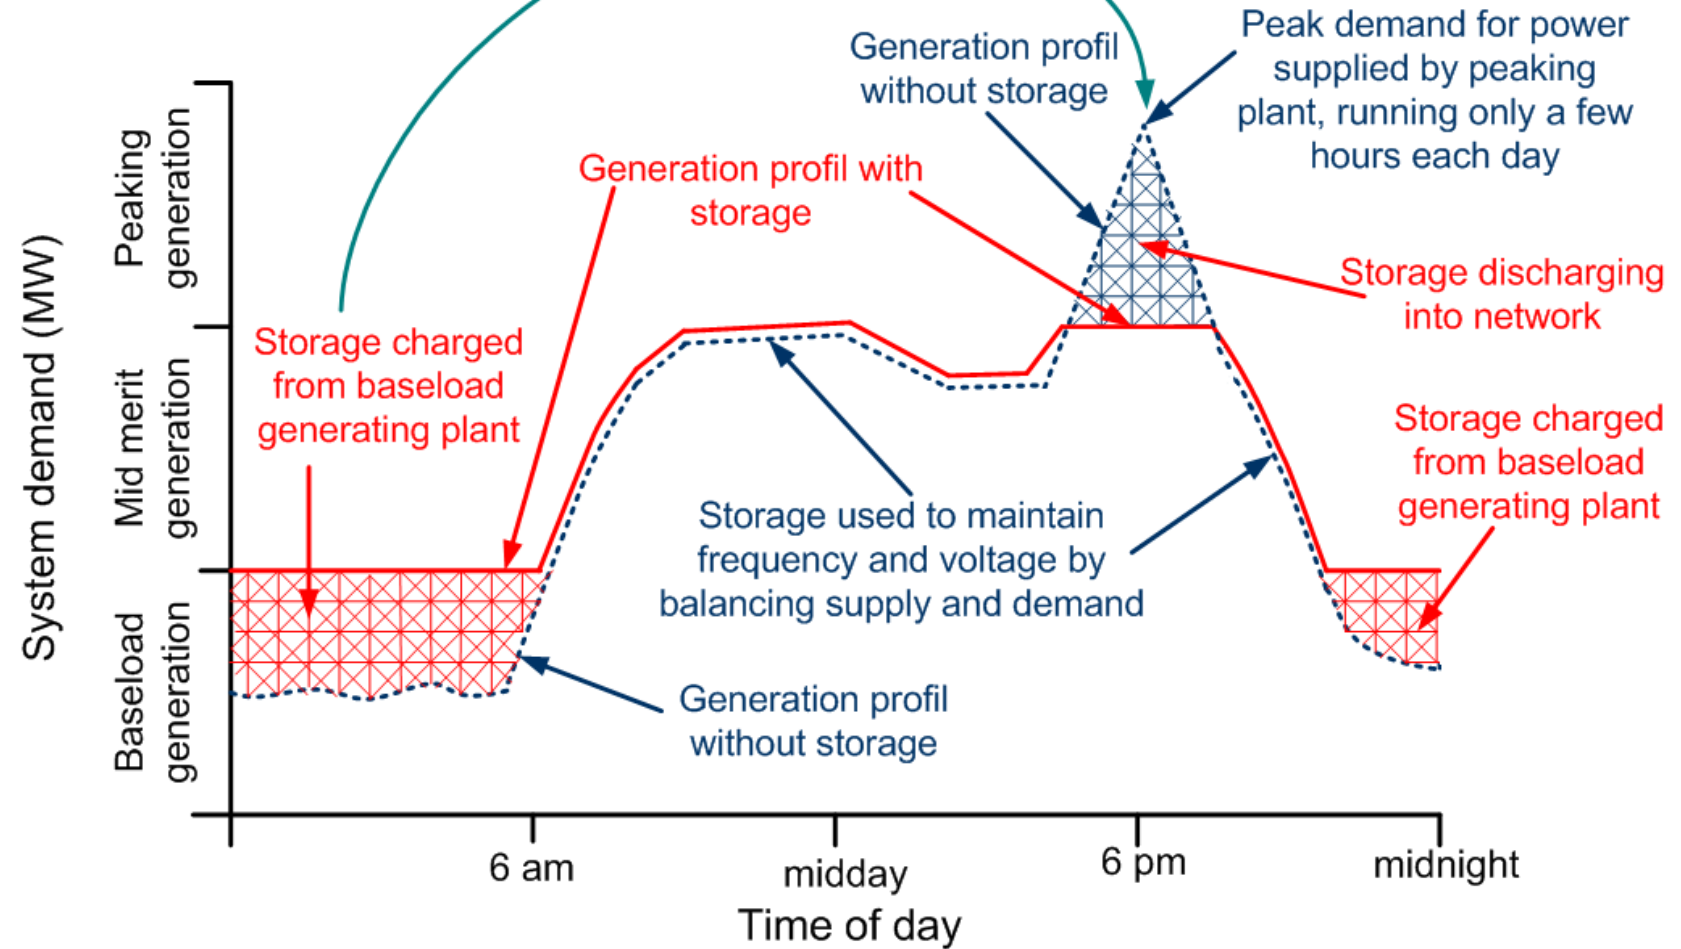 Generation profil
without storage
Peak demand for power
supplied by peaking
plant, running only a few
hours each day
Generation profil with
storage
Storage discharging
into network
Storage charged
from baseload
generating plant
Storage charged
from baseload
generating plant
Storage used to maintain
frequency and voltage by
balancing supply and demand
Generation profil
without storage
System demand (MW)
Peaking
generation
Mid merit
generation
Baseload
generation
6 am
midday
6 pm
midnight
Time of day